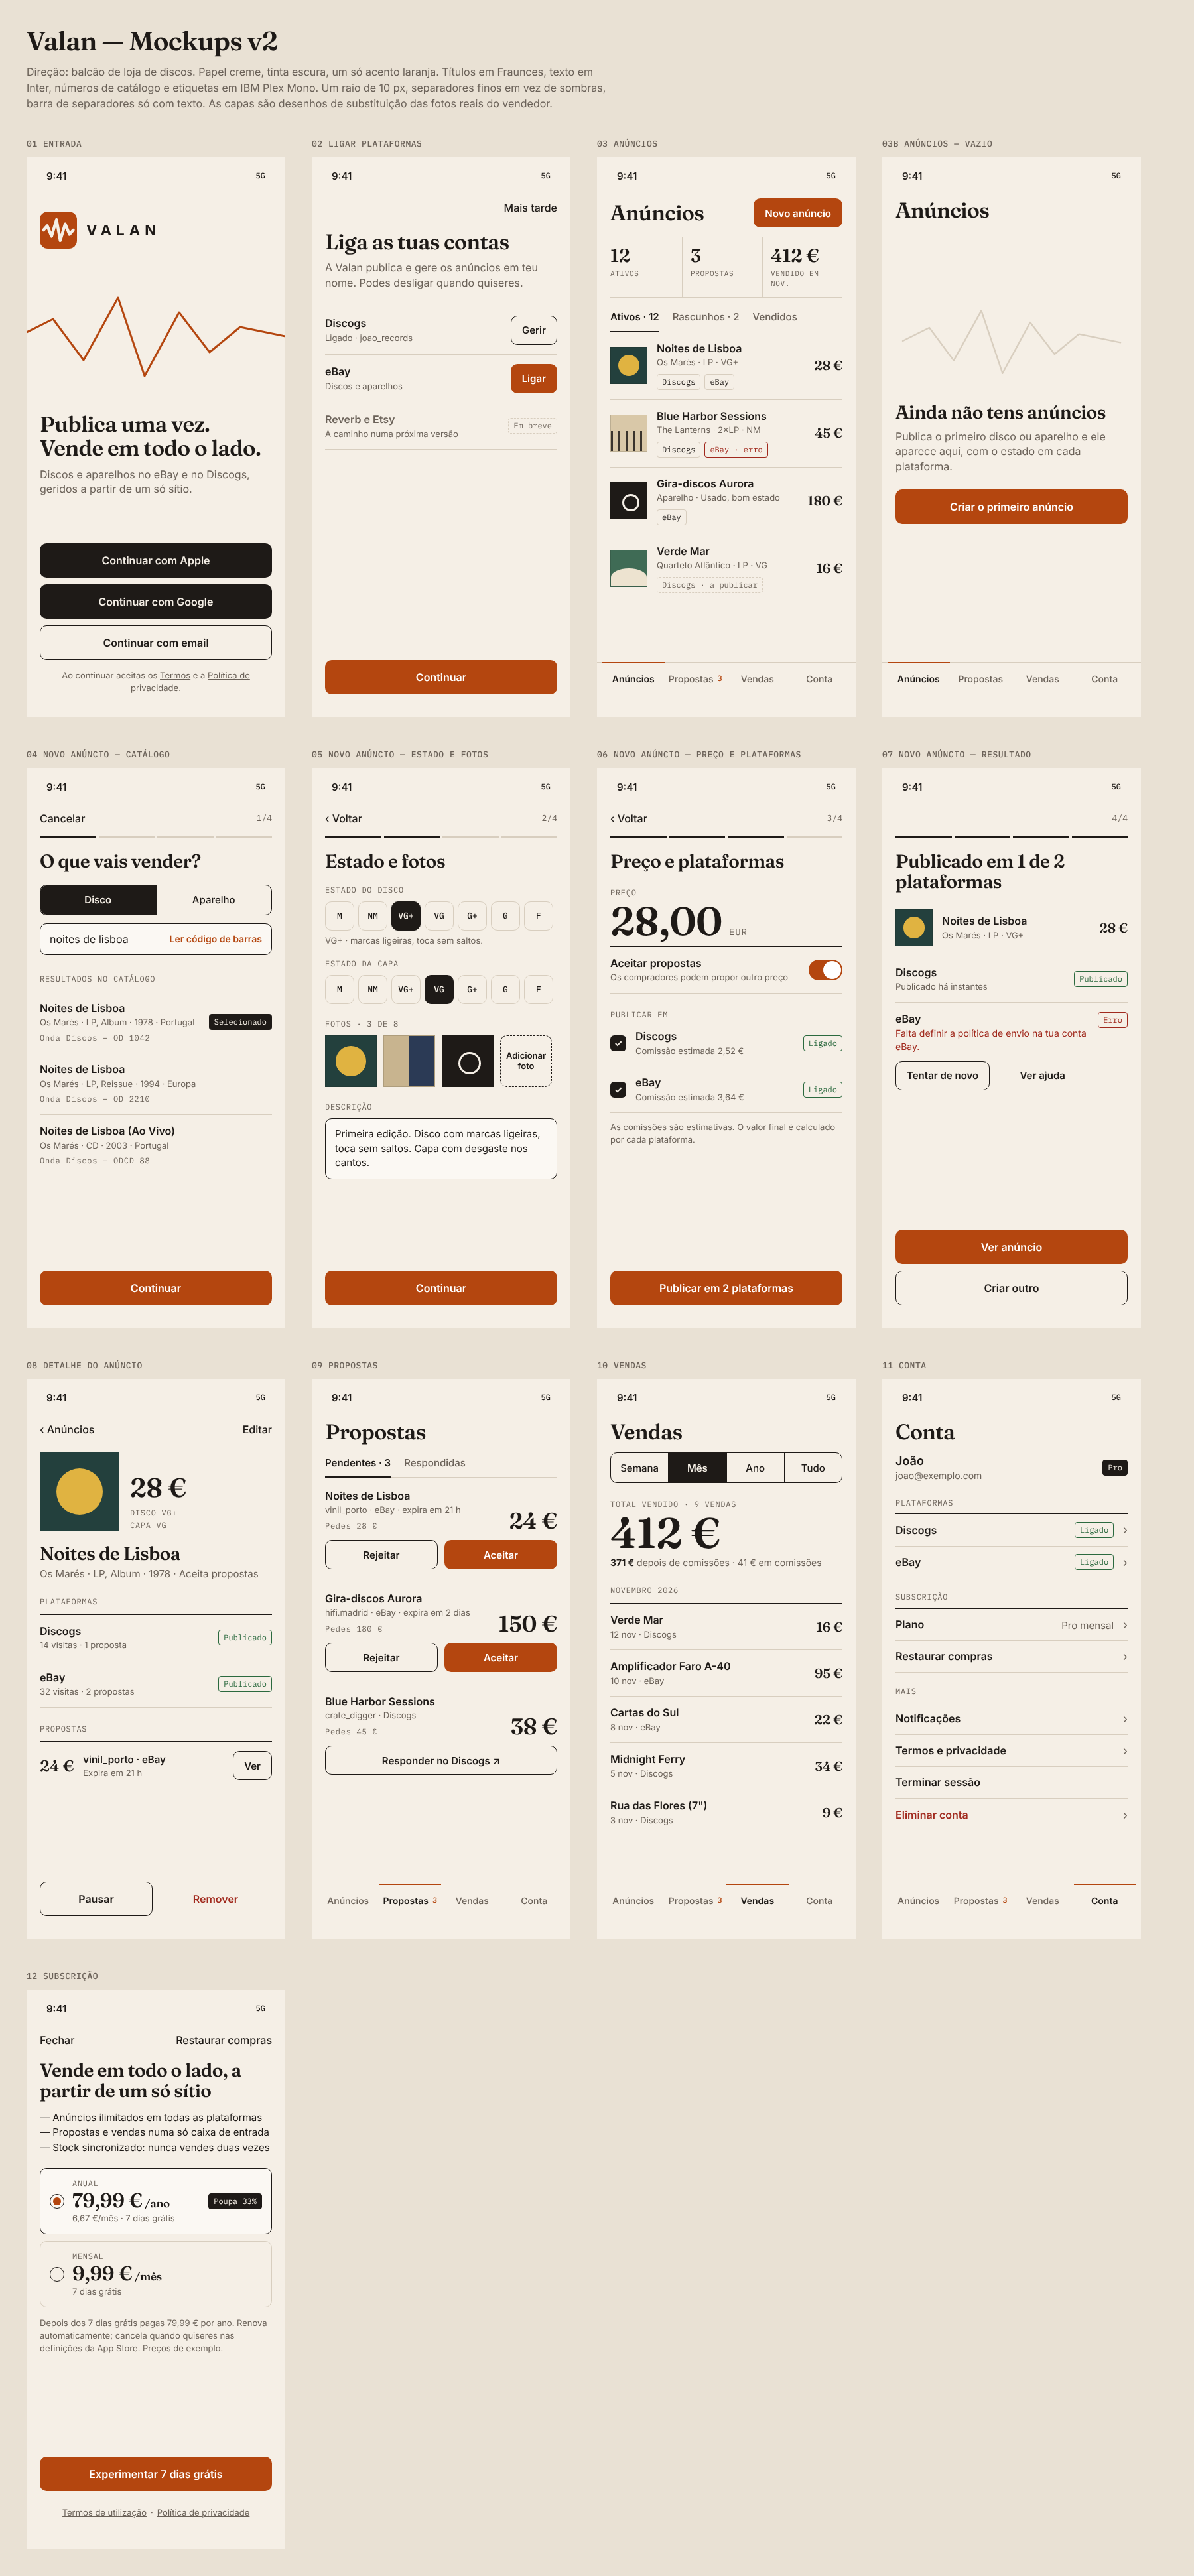 Valan — Mockups v2
Direção: balcão de loja de discos. Papel creme, tinta escura, um só acento laranja. Títulos em Fraunces, texto em
Inter, números de catálogo e etiquetas em IBM Plex Mono. Um raio de 10 px, separadores finos em vez de sombras,
barra de separadores só com texto. As capas são desenhos de substituição das fotos reais do vendedor.
01 ENTRADA
9:41
5G
VALAN
Publica uma vez.
Vende em todo o lado.
Discos e aparelhos no eBay e no Discogs,
geridos a partir de um só sítio.
Continuar com Apple
Continuar com Google
Continuar com email
Ao continuar aceitas os Termos e a Política de
privacidade.
02 LIGAR PLATAFORMAS
9:41
5G
Mais tarde
Liga as tuas contas
A Valan publica e gere os anúncios em teu
nome. Podes desligar quando quiseres.
Discogs
Ligado · joao_records
Gerir
eBay
Discos e aparelhos
Ligar
Reverb e Etsy
A caminho numa próxima versão
Em breve
Continuar
03 ANÚNCIOS
9:41
5G
Anúncios
Novo anúncio
12
ATIVOS
3
PROPOSTAS
412 €
VENDIDO EM
NOV.
Ativos · 12
Rascunhos · 2
Vendidos
Noites de Lisboa
Os Marés · LP · VG+
Discogs
eBay
28 €
Blue Harbor Sessions
The Lanterns · 2×LP · NM
Discogs
eBay · erro
45 €
Gira-discos Aurora
Aparelho · Usado, bom estado
eBay
180 €
Verde Mar
Quarteto Atlântico · LP · VG
Discogs · a publicar
16 €
Anúncios
Propostas 3
Vendas
Conta
03B ANÚNCIOS — VAZIO
9:41
5G
Anúncios
Ainda não tens anúncios
Publica o primeiro disco ou aparelho e ele
aparece aqui, com o estado em cada
plataforma.
Criar o primeiro anúncio
Anúncios
Propostas
Vendas
Conta
04 NOVO ANÚNCIO — CATÁLOGO
9:41
5G
Cancelar
1/4
O que vais vender?
Disco
Aparelho
noites de lisboa
Ler código de barras
RESULTADOS NO CATÁLOGO
Noites de Lisboa
Os Marés · LP, Album · 1978 · Portugal
Onda Discos – OD 1042
Selecionado
Noites de Lisboa
Os Marés · LP, Reissue · 1994 · Europa
Onda Discos – OD 2210
Noites de Lisboa (Ao Vivo)
Os Marés · CD · 2003 · Portugal
Onda Discos – ODCD 88
Continuar
05 NOVO ANÚNCIO — ESTADO E FOTOS
9:41
5G
‹ Voltar
2/4
Estado e fotos
ESTADO DO DISCO
M
NM
VG+
VG
G+
G
F
VG+ · marcas ligeiras, toca sem saltos.
ESTADO DA CAPA
M
NM
VG+
VG
G+
G
F
FOTOS · 3 DE 8
Adicionar
foto
DESCRIÇÃO
Primeira edição. Disco com marcas ligeiras,
toca sem saltos. Capa com desgaste nos
cantos.
Continuar
06 NOVO ANÚNCIO — PREÇO E PLATAFORMAS
9:41
5G
‹ Voltar
3/4
Preço e plataformas
PREÇO
28,00 EUR
Aceitar propostas
Os compradores podem propor outro preço
PUBLICAR EM
Discogs
Comissão estimada 2,52 €
Ligado
eBay
Comissão estimada 3,64 €
Ligado
As comissões são estimativas. O valor final é calculado
por cada plataforma.
Publicar em 2 plataformas
07 NOVO ANÚNCIO — RESULTADO
9:41
5G
4/4
Publicado em 1 de 2
plataformas
Noites de Lisboa
Os Marés · LP · VG+
28 €
Discogs
Publicado há instantes
Publicado
eBay
Falta definir a política de envio na tua conta
eBay.
Erro
Tentar de novo
Ver ajuda
Ver anúncio
Criar outro
08 DETALHE DO ANÚNCIO
9:41
5G
‹ Anúncios
Editar
28 €
DISCO VG+
CAPA VG
Noites de Lisboa
Os Marés · LP, Album · 1978 · Aceita propostas
PLATAFORMAS
Discogs
14 visitas · 1 proposta
Publicado
eBay
32 visitas · 2 propostas
Publicado
PROPOSTAS
24 €
vinil_porto · eBay
Expira em 21 h
Ver
Pausar
Remover
09 PROPOSTAS
9:41
5G
Propostas
Pendentes · 3
Respondidas
Noites de Lisboa
vinil_porto · eBay · expira em 21 h
Pedes 28 €
24 €
Rejeitar
Aceitar
Gira-discos Aurora
hifi.madrid · eBay · expira em 2 dias
Pedes 180 €
150 €
Rejeitar
Aceitar
Blue Harbor Sessions
crate_digger · Discogs
Pedes 45 €
38 €
Responder no Discogs ↗
Anúncios
Propostas 3
Vendas
Conta
10 VENDAS
9:41
5G
Vendas
Semana
Mês
Ano
Tudo
TOTAL VENDIDO · 9 VENDAS
412 €
371 € depois de comissões · 41 € em comissões
NOVEMBRO 2026
Verde Mar
12 nov · Discogs
16 €
Amplificador Faro A-40
10 nov · eBay
95 €
Cartas do Sul
8 nov · eBay
22 €
Midnight Ferry
5 nov · Discogs
34 €
Rua das Flores (7")
3 nov · Discogs
9 €
Anúncios
Propostas 3
Vendas
Conta
11 CONTA
9:41
5G
Conta
João
joao@exemplo.com
Pro
PLATAFORMAS
Discogs
Ligado ›
eBay
Ligado ›
SUBSCRIÇÃO
Plano
Pro mensal ›
Restaurar compras
MAIS
Notificações ›
Termos e privacidade ›
Terminar sessão
Eliminar conta ›
Anúncios
Propostas 3
Vendas
Conta
12 SUBSCRIÇÃO
9:41
5G
Fechar
Restaurar compras
Vende em todo o lado, a
partir de um só sítio
— Anúncios ilimitados em todas as plataformas
— Propostas e vendas numa só caixa de entrada
— Stock sincronizado: nunca vendes duas vezes
ANUAL
79,99 €/ano
6,67 €/mês · 7 dias grátis
Poupa 33%
MENSAL
9,99 €/mês
7 dias grátis
Depois dos 7 dias grátis pagas 79,99 € por ano. Renova
automaticamente; cancela quando quiseres nas
definições da App Store. Preços de exemplo.
Experimentar 7 dias grátis
Termos de utilização · Política de privacidade